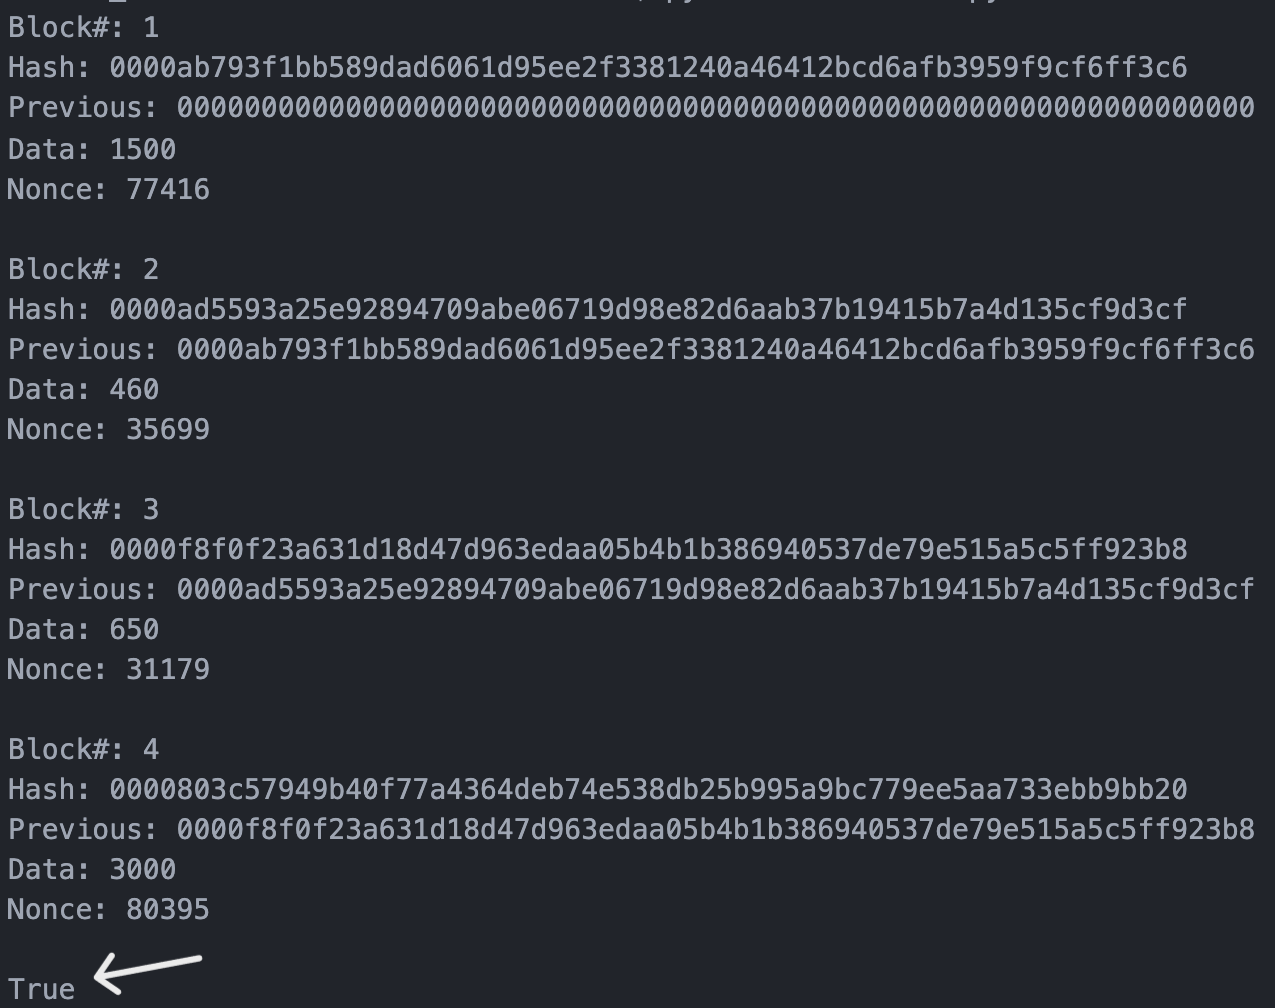 Block#: 1
Hash: 0000ab793f1bb589dad6061d95ee2f3381240a46412bcd6afb3959f9cf6ff3c6
Previous: 0000000000000000000000000000000000000000000000000000000000000000
Data: 1500
Nonce: 77416
Block#: 2
Hash: 0000ad5593a25e92894709abe06719d98e82d6aab37b19415b7a4d135cf9d3cf
Previous: 0000ab793f1bb589dad6061d95ee2f3381240a46412bcd6afb3959f9cf6ff3c6
Data: 460
Nonce: 35699
Block#: 3
Hash: 0000f8f0f23a631d18d47d963edaa05b4b1b386940537de79e515a5c5ff923b8
Previous: 0000ad5593a25e92894709abe06719d98e82d6aab37b19415b7a4d135cf9d3cf
Data: 650
Nonce: 31179
Block#: 4
Hash: 0000803c57949b40f77a4364deb74e538db25b995a9bc779ee5aa733ebb9bb20
Previous: 0000f8f0f23a631d18d47d963edaa05b4b1b386940537de79e515a5c5ff923b8
Data: 3000
Nonce: 80395
True